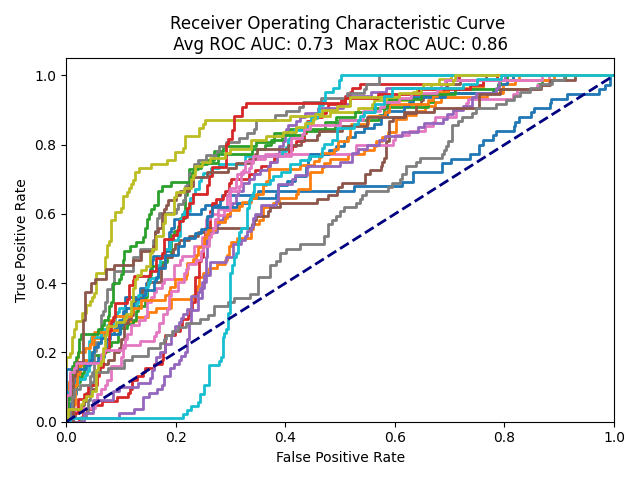 Receiver Operating Characteristic Curve
Avg ROC AUC: 0.73  Max ROC AUC: 0.86
True Positive Rate
1.0
0.8
0.6
0.4
0.2
0.0
0.0 0.2 0.4 0.6 0.8 1.0
False Positive Rate